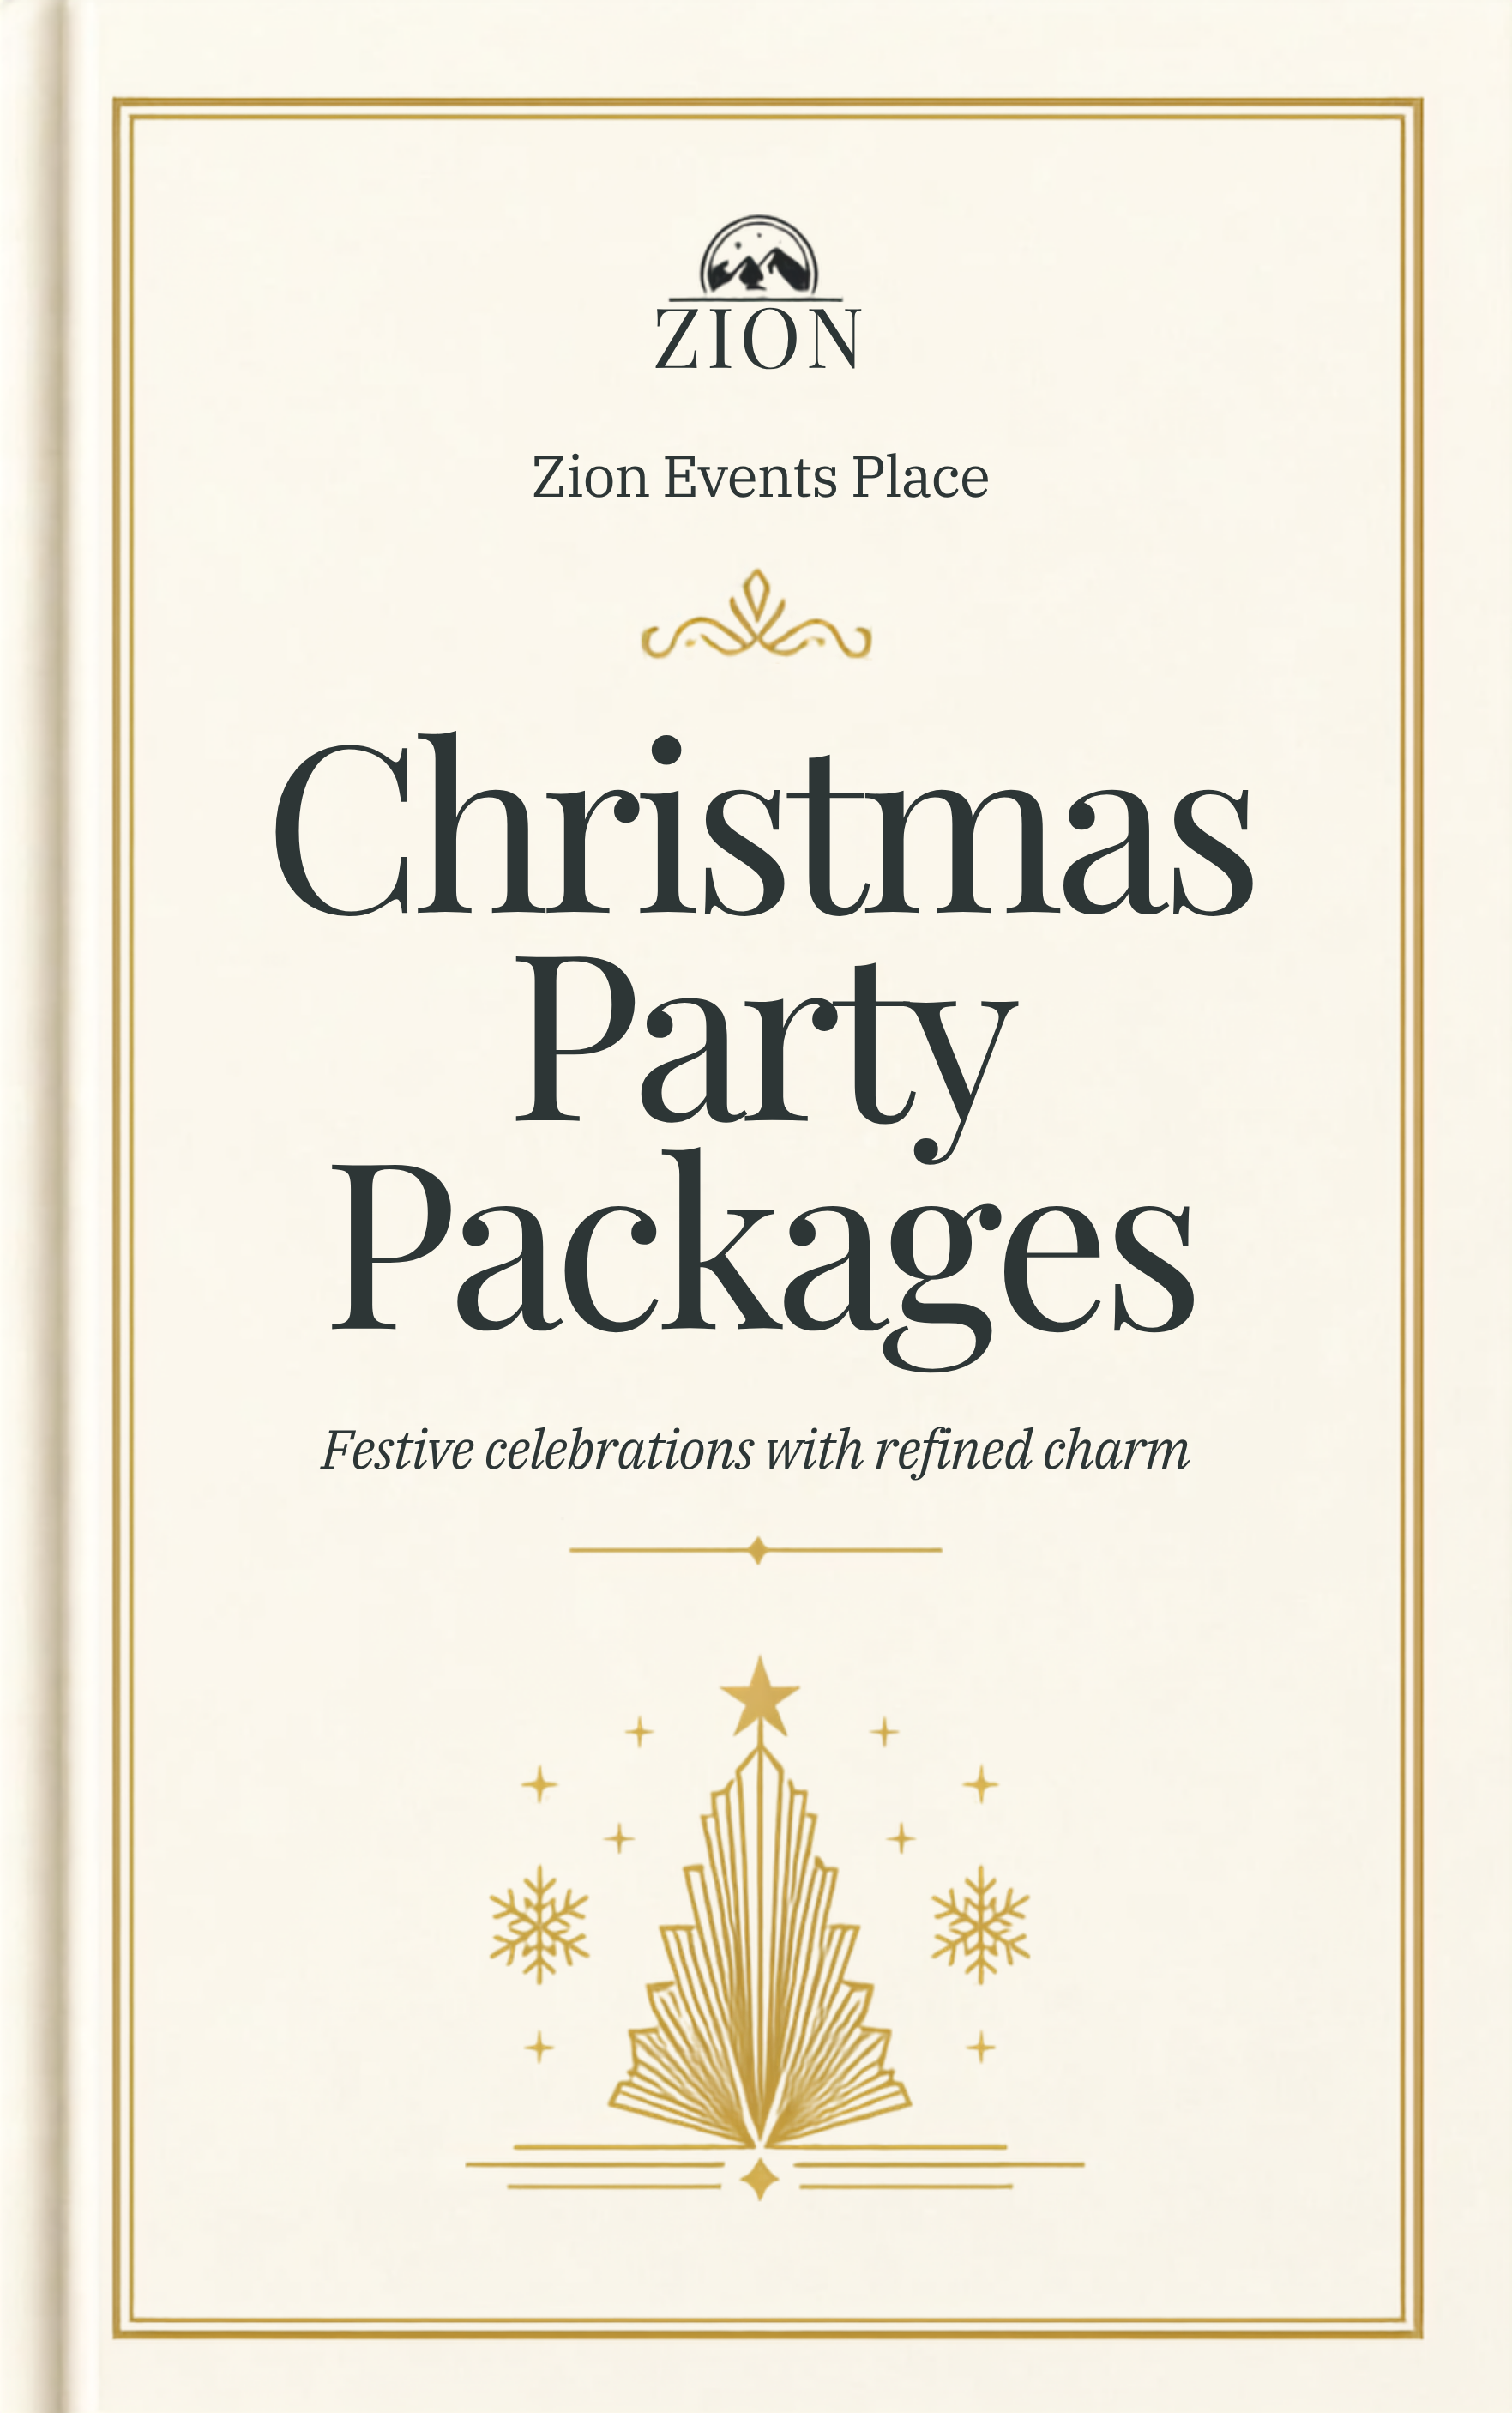 ZION
Zion Events Place
Christmas
Party
Packages
Festive celebrations with refined charm